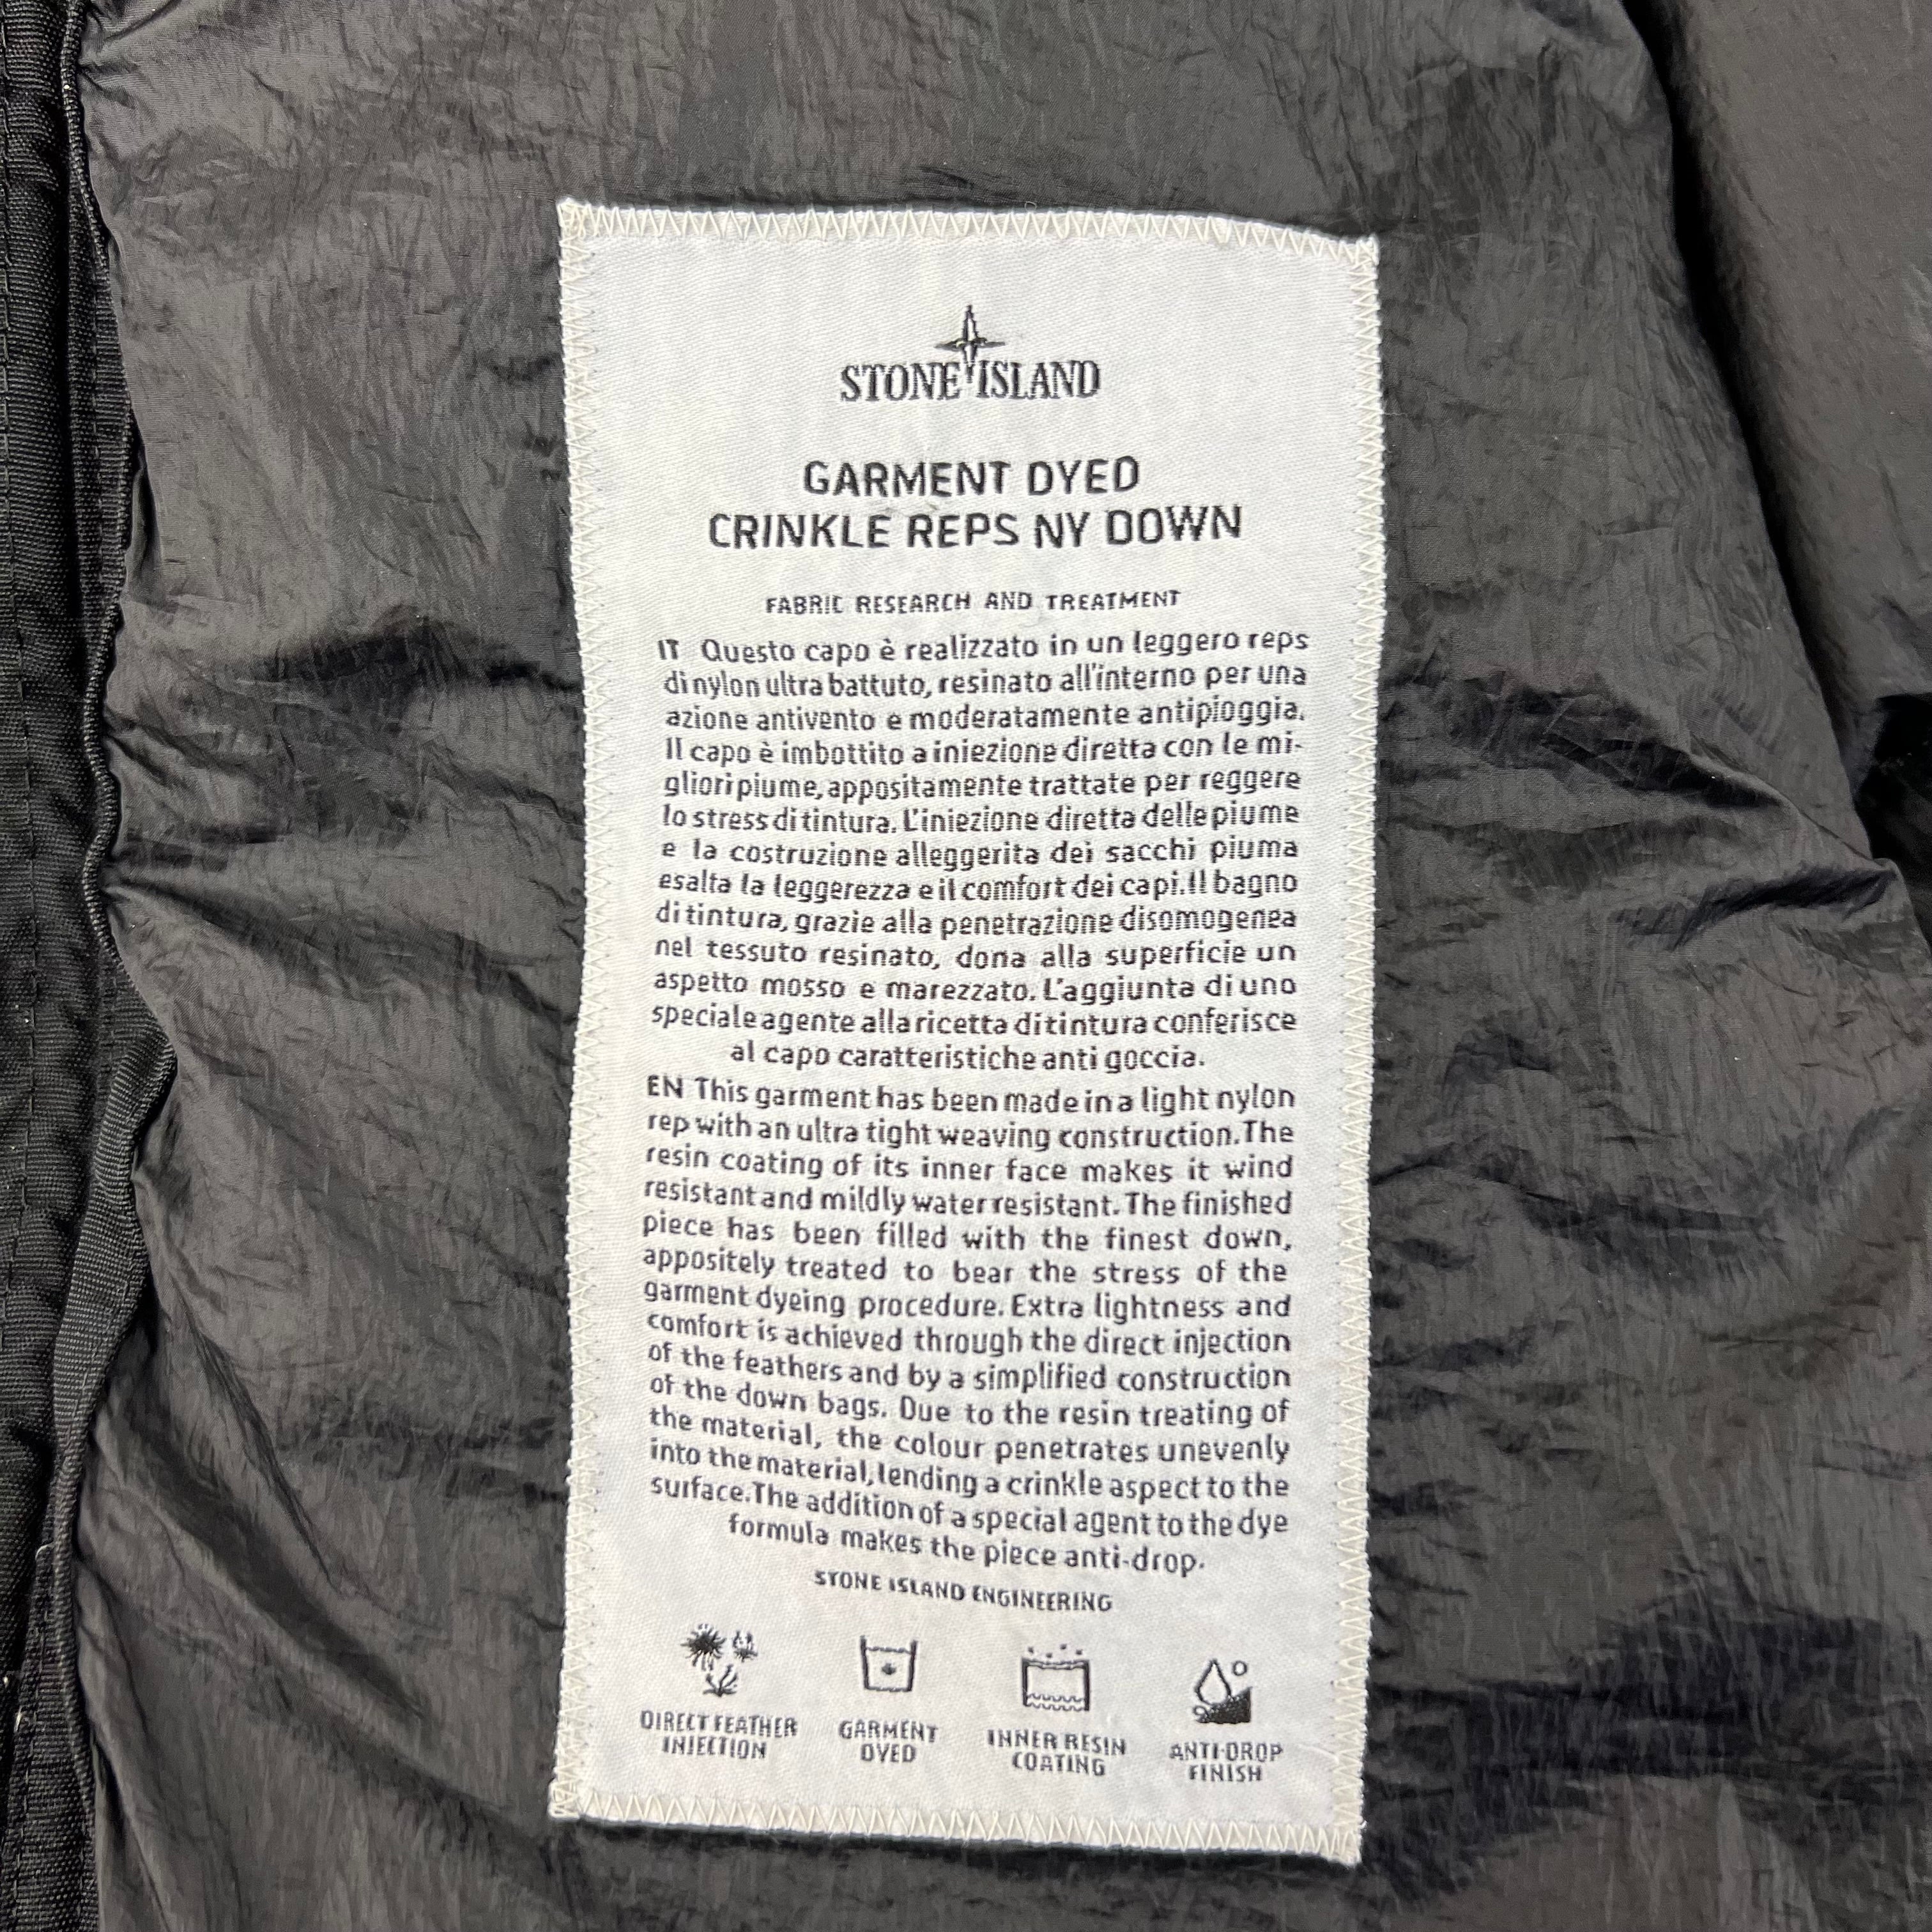 STONE ISLAND
GARMENT DYED
CRINKLE REPS NY DOWN
FABRIC RESEARCH AND TREATMENT
IT Questo capo è realizzato in un leggero reps
di nylon ultra battuto, resinato all'interno per una
azione antivento e moderatamente antipioggia.
Il capo è imbottito a iniezione diretta con le mi-
gliori piume, appositamente trattate per reggere
lo stress di tintura. L'iniezione diretta delle piume
e la costruzione alleggerita dei sacchi piuma
esalta la leggerezza e il comfort dei capi. Il bagno
di tintura, grazie alla penetrazione disomogenea
nel tessuto resinato, dona alla superficie un
aspetto mosso e marezzato. L'aggiunta di uno
speciale agente alla ricetta di tintura conferisce
al capo caratteristiche anti goccia.
EN This garment has been made in a light nylon
rep with an ultra tight weaving construction. The
resin coating of its inner face makes it wind
resistant and mildly water resistant. The finished
piece has been filled with the finest down,
appositely treated to bear the stress of the
garment dyeing procedure. Extra lightness and
comfort is achieved through the direct injection
of the feathers and by a simplified construction
of the down bags. Due to the resin treating of
the material, the colour penetrates unevenly
into the material, lending a crinkle aspect to the
surface. The addition of a special agent to the dye
formula makes the piece anti-drop.
STONE ISLAND ENGINEERING
DIRECT FEATHER
INJECTION
GARMENT
DYED
INNER RESIN
COATING
ANTI-DROP
FINISH